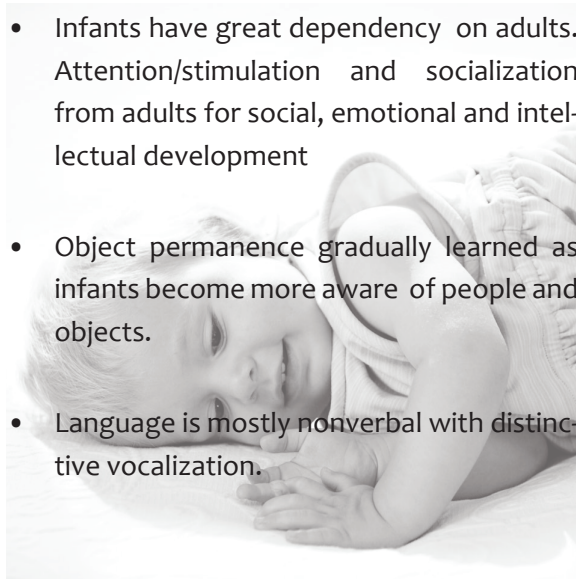 • Infants have great dependency on adults.
Attention/stimulation and socialization
from adults for social, emotional and intel-
lectual development
• Object permanence gradually learned as
infants become more aware of people and
objects.
• Language is mostly nonverbal with distinc-
tive vocalization.